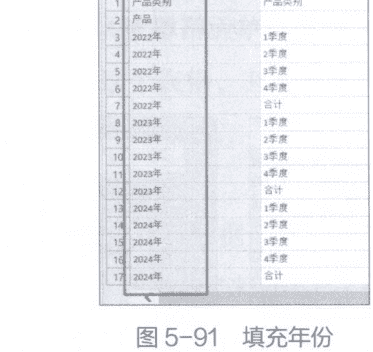 1 产品类别 产品类别
2 产品
3 2022年 1季度
4 2022年 2季度
5 2022年 3季度
6 2022年 4季度
7 2022年 合计
8 2023年 1季度
9 2023年 2季度
10 2023年 3季度
11 2023年 4季度
12 2023年 合计
13 2024年 1季度
14 2024年 2季度
15 2024年 3季度
16 2024年 4季度
17 2024年 合计
图 5-91 填充年份